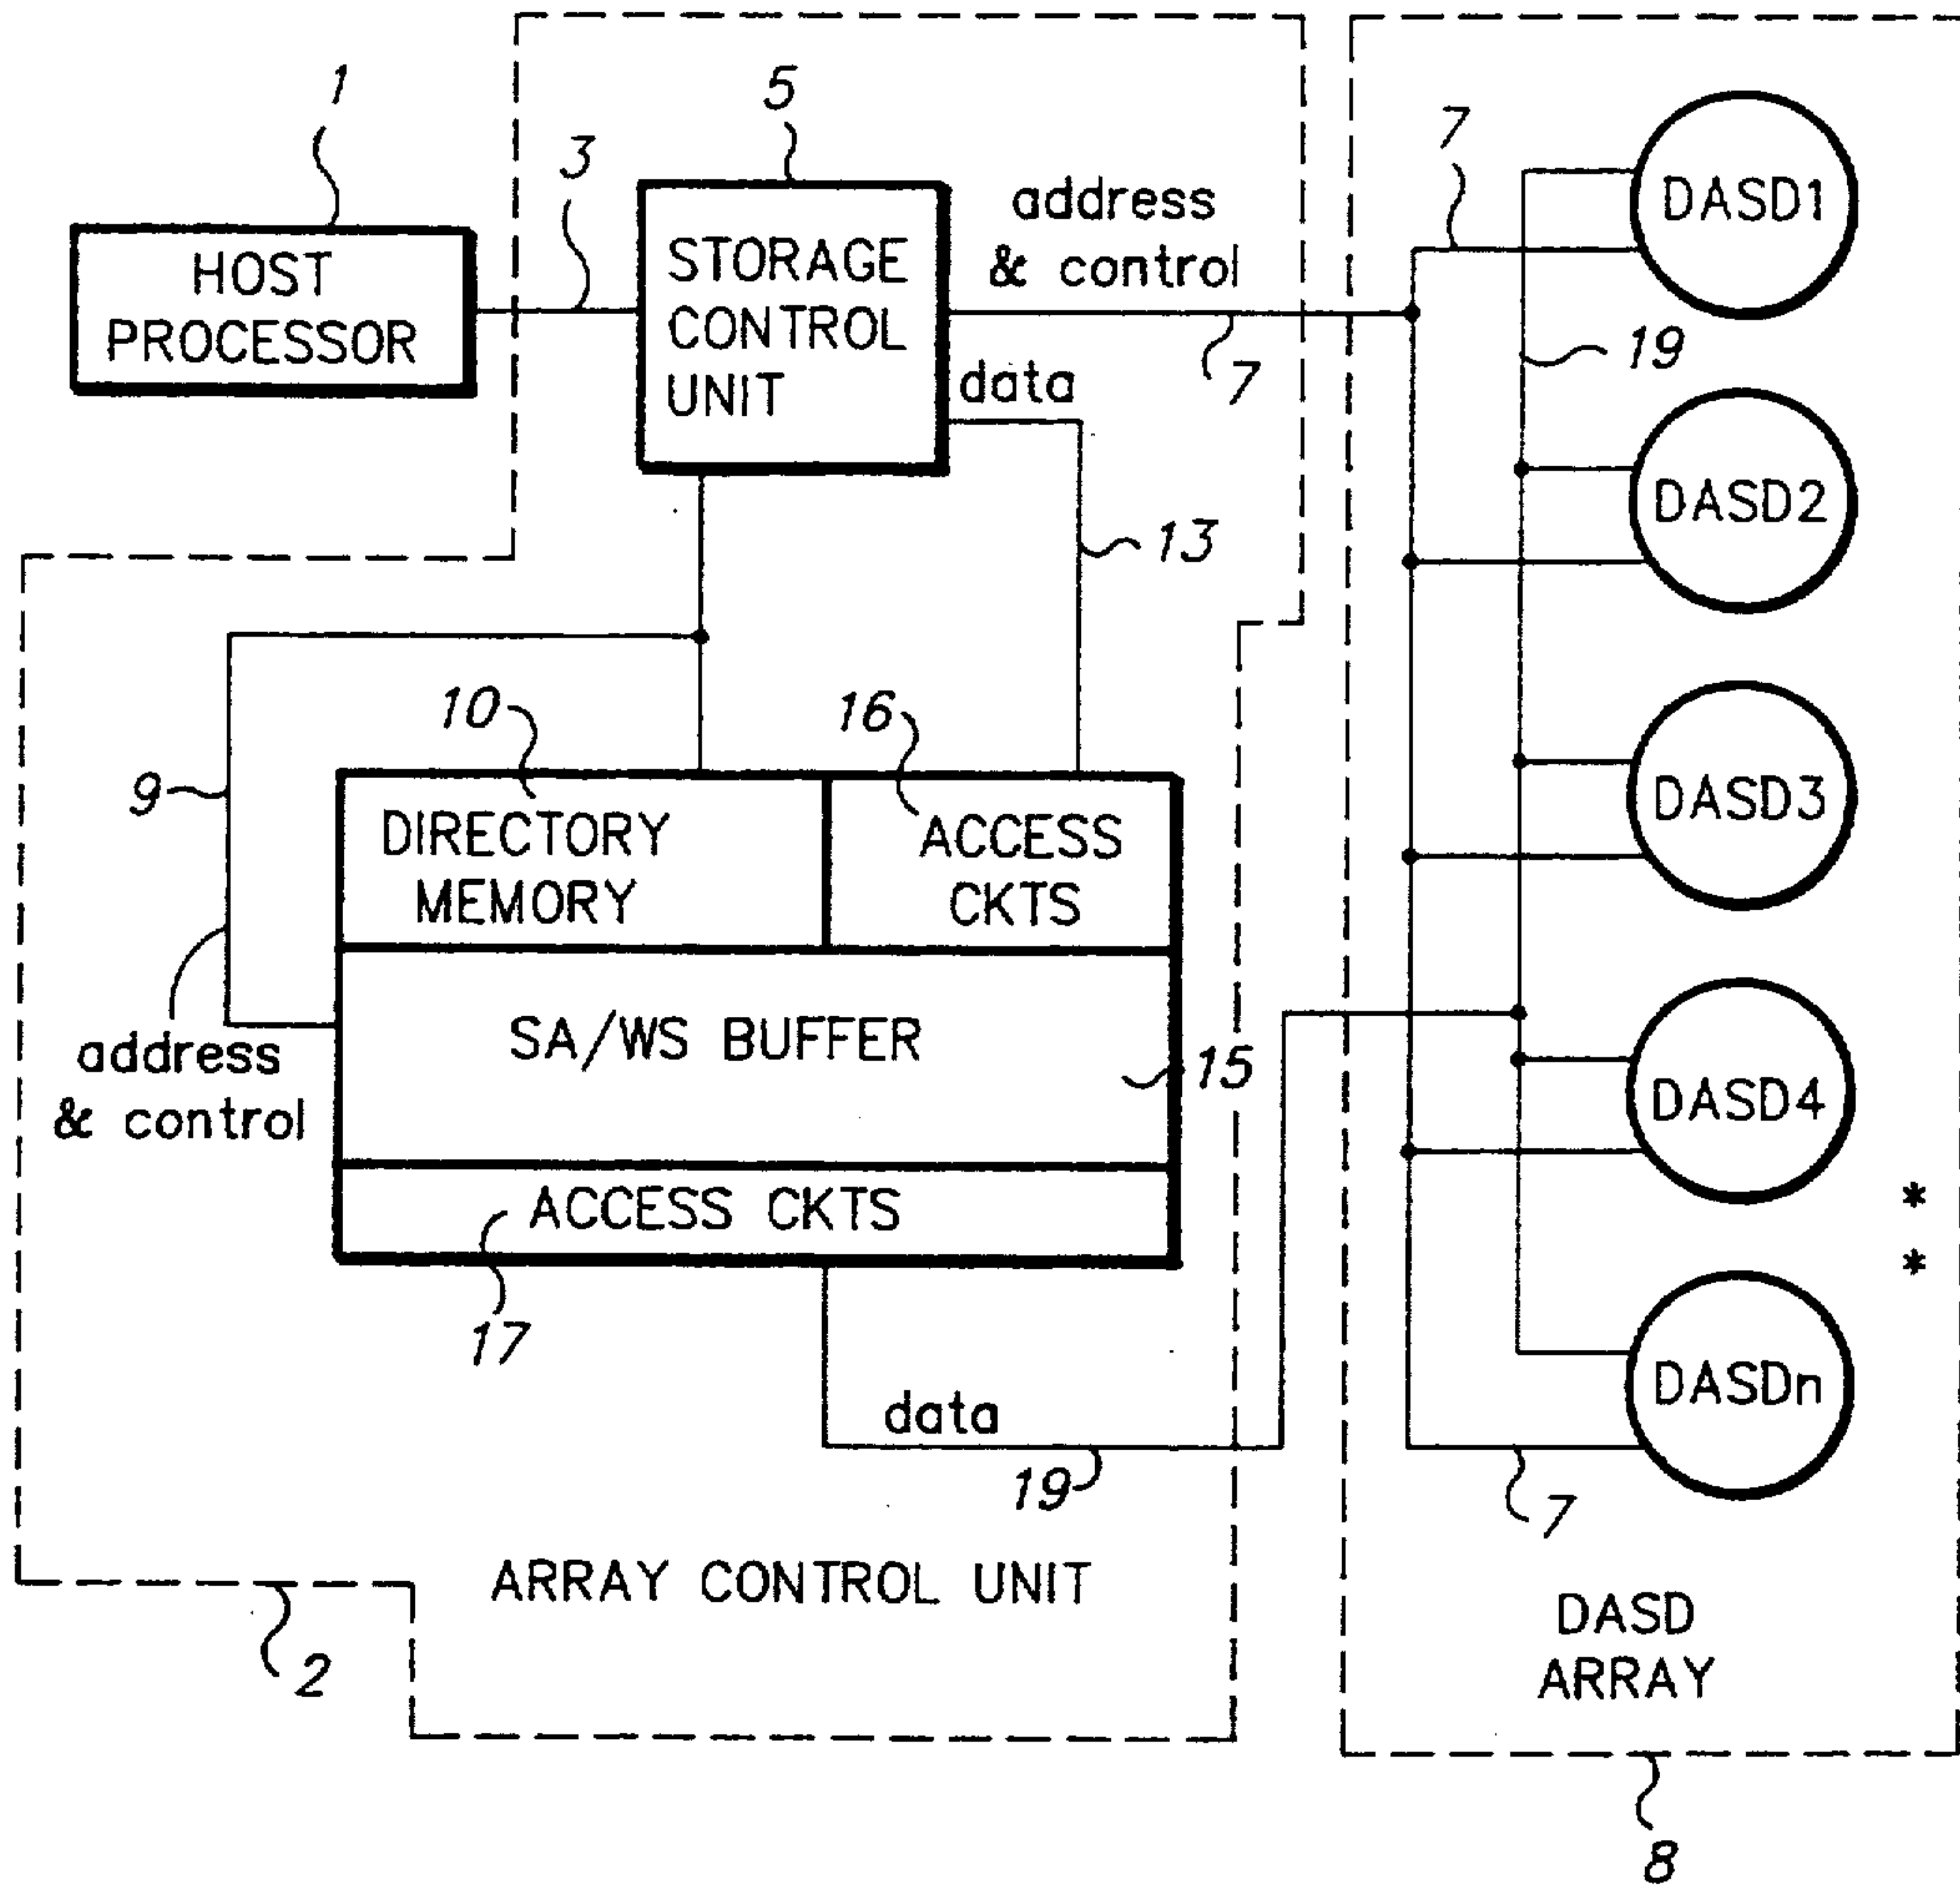 1
5
3
7
HOST
PROCESSOR
STORAGE
CONTROL
UNIT
address
& control
7
data
13
DASD1
19
DASD2
DASD3
DASD4
*
*
DASDn
7
9
10
16
DIRECTORY
MEMORY
ACCESS
CKTS
address
& control
SA/WS BUFFER
15
ACCESS CKTS
17
data
19
ARRAY CONTROL UNIT
2
DASD
ARRAY
8